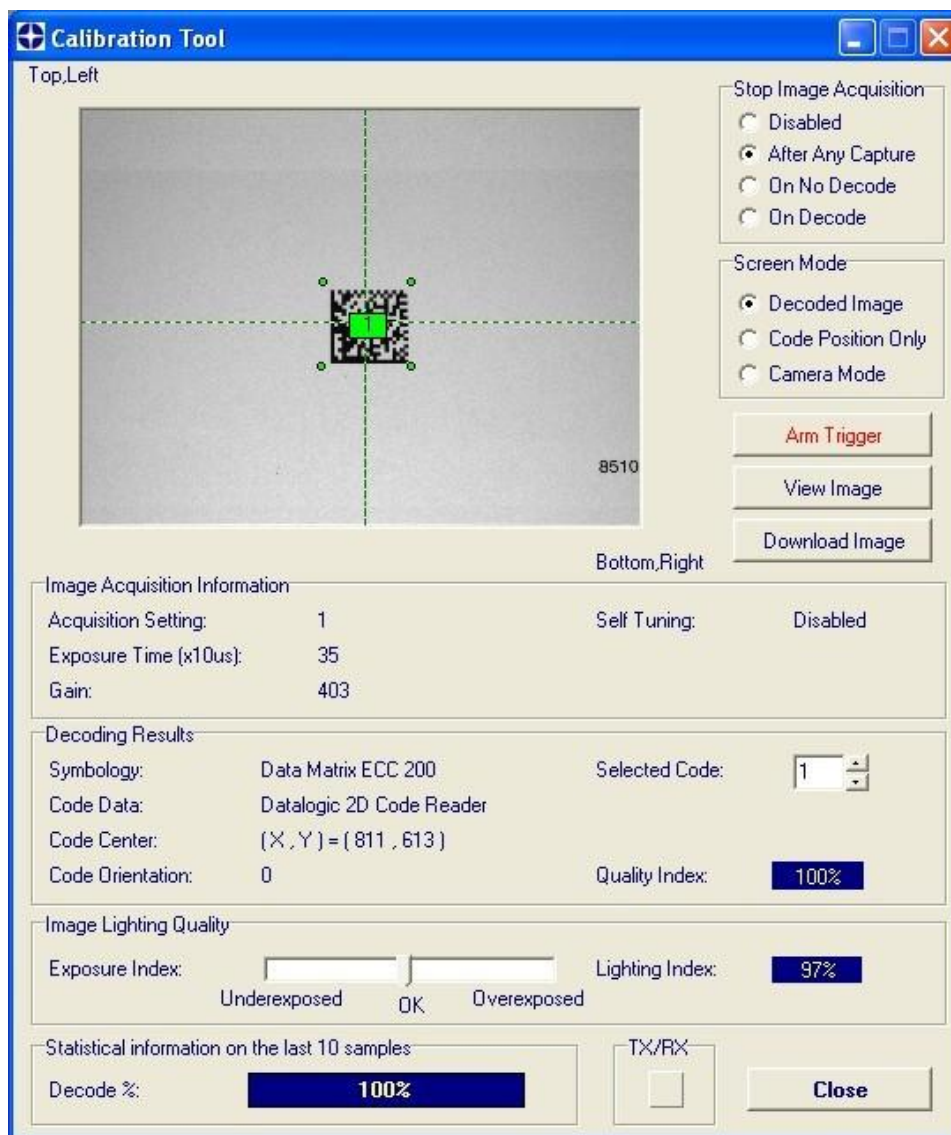 Calibration Tool
Top,Left
1
8510
Bottom,Right
Stop Image Acquisition
Disabled
After Any Capture
On No Decode
On Decode
Screen Mode
Decoded Image
Code Position Only
Camera Mode
Arm Trigger
View Image
Download Image
Image Acquisition Information
Acquisition Setting: 1 Self Tuning: Disabled
Exposure Time (x10us): 35
Gain: 403
Decoding Results
Symbology: Data Matrix ECC 200 Selected Code: 1
Code Data: Datalogic 2D Code Reader
Code Center: ( X , Y ) = ( 811 , 613 )
Code Orientation: 0 Quality Index: 100%
Image Lighting Quality
Exposure Index: Lighting Index: 97%
Underexposed OK Overexposed
Statistical information on the last 10 samples
Decode %: 100%
TX/RX
Close